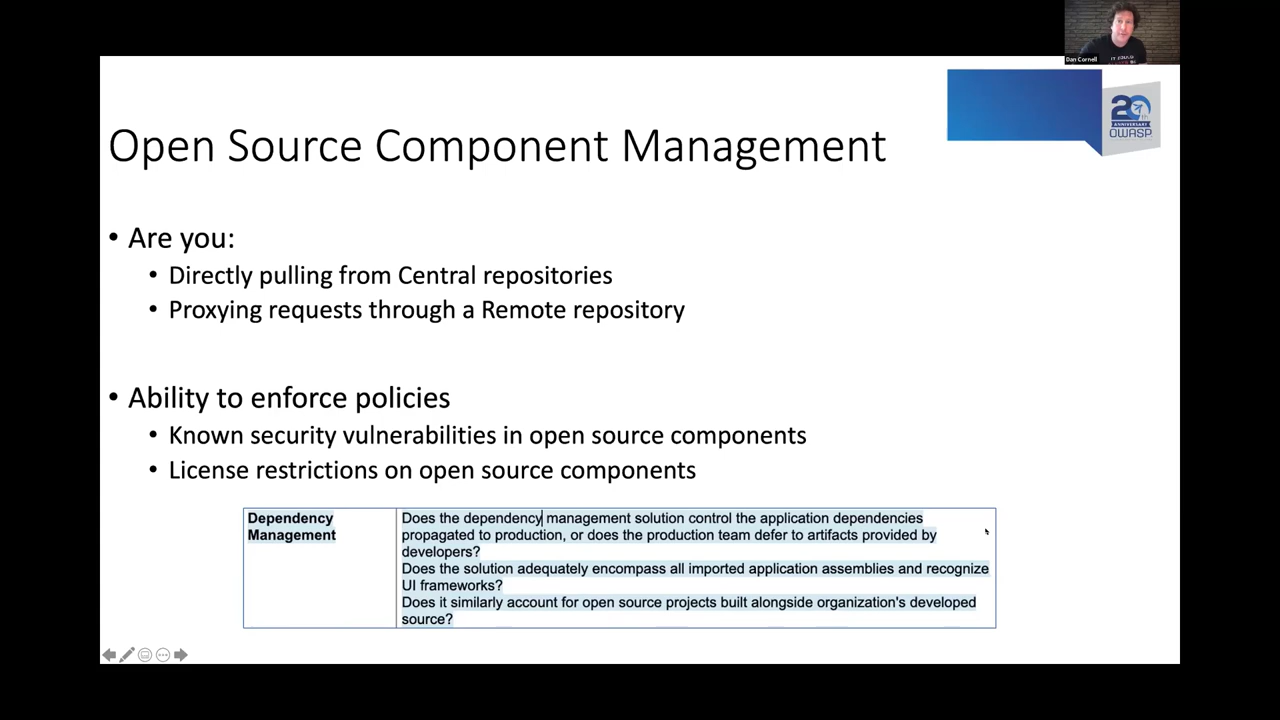 Dan Cornell
20th
ANNIVERSARY
OWASP
Open Source Component Management
• Are you:
• Directly pulling from Central repositories
• Proxying requests through a Remote repository
• Ability to enforce policies
• Known security vulnerabilities in open source components
• License restrictions on open source components
Dependency
Management
Does the dependency management solution control the application dependencies
propagated to production, or does the production team defer to artifacts provided by
developers?
Does the solution adequately encompass all imported application assemblies and recognize
UI frameworks?
Does it similarly account for open source projects built alongside organization's developed
source?